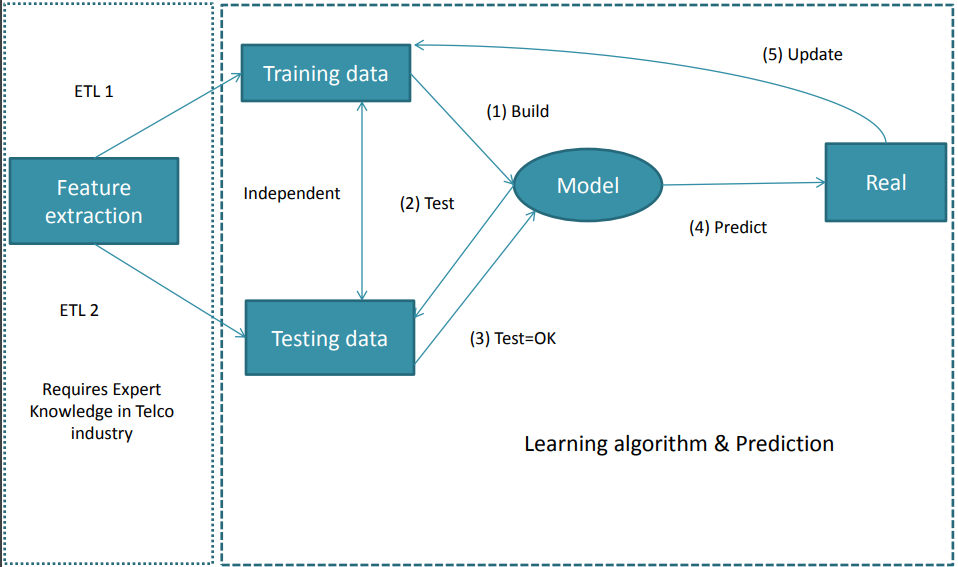 ETL 1
Feature
extraction
ETL 2
Requires Expert
Knowledge in Telco
industry
Training data
(5) Update
(1) Build
Independent
(2) Test
Model
Real
(4) Predict
Testing data
(3) Test=OK
Learning algorithm & Prediction